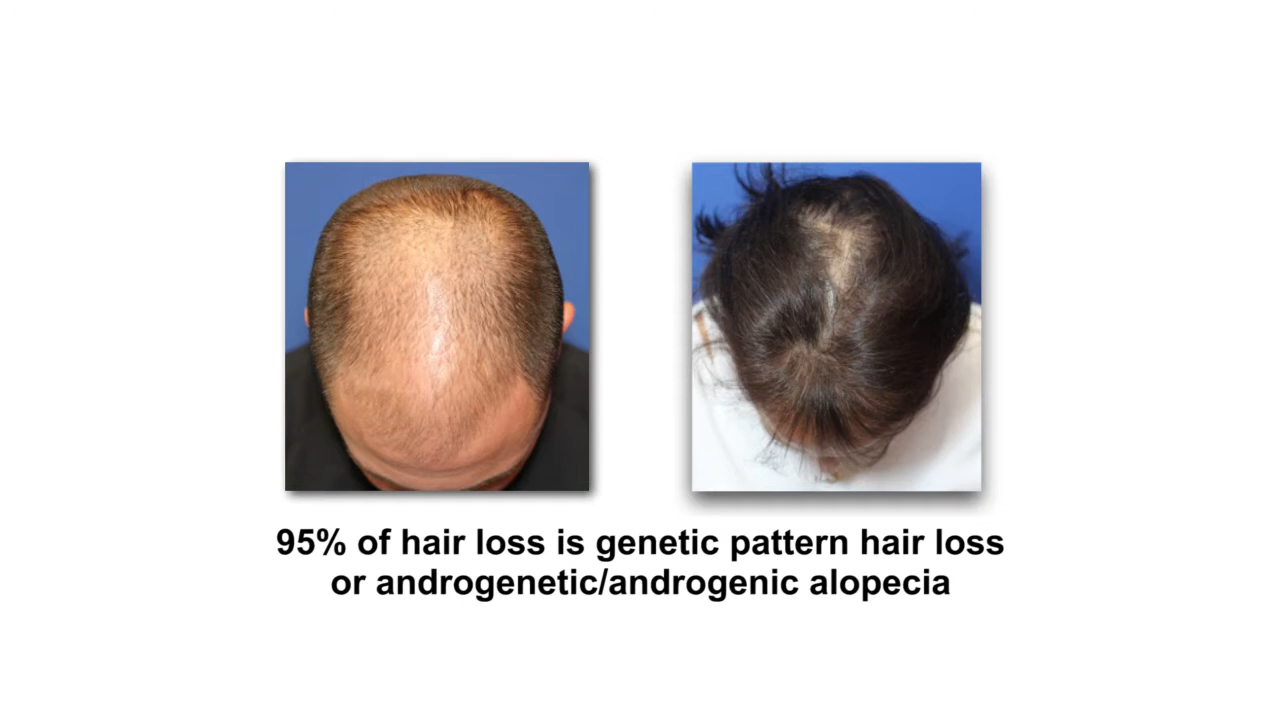 95% of hair loss is genetic pattern hair loss
or androgenetic/androgenic alopecia